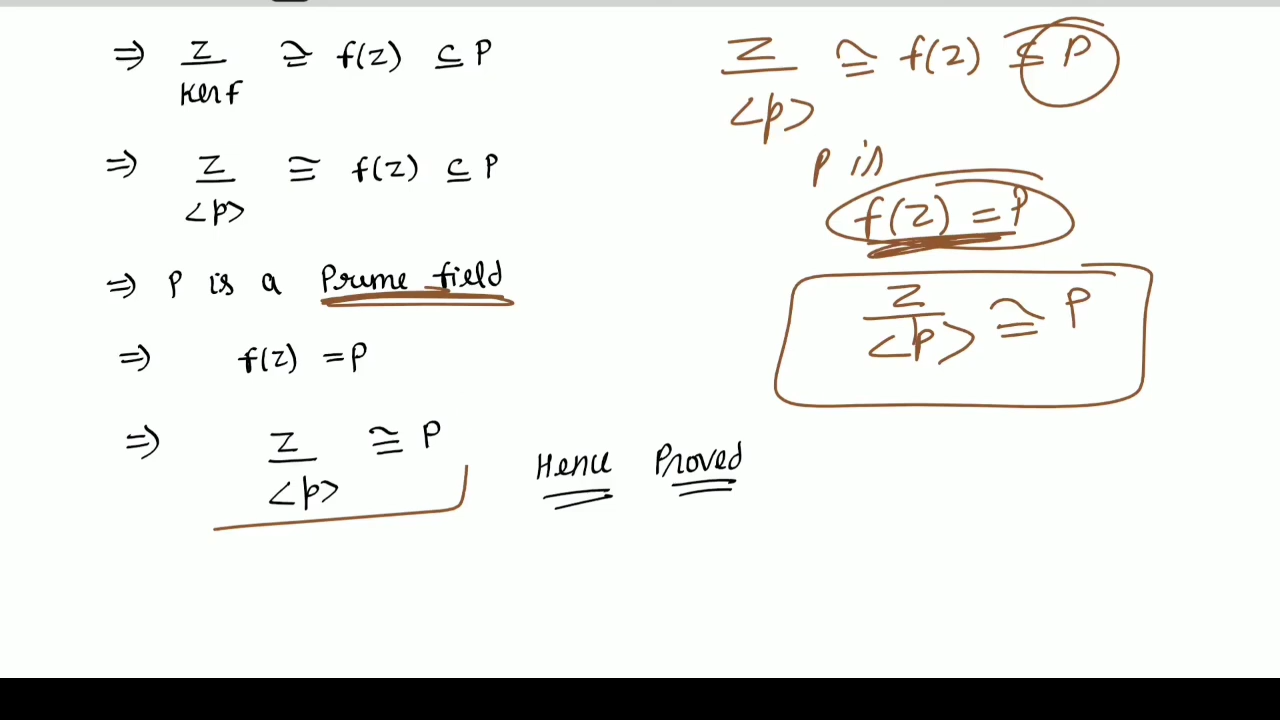 ⇒ Z/Kerf ≅ f(Z) ⊆ P
⇒ Z/<p> ≅ f(Z) ⊆ P
⇒ P is a Prime field
⇒ f(Z) = P
⇒ Z/<p> ≅ P
Hence Proved
Z/<p> ≅ f(Z) ⊆ P
P is
f(Z) = P
Z/<p> ≅ P